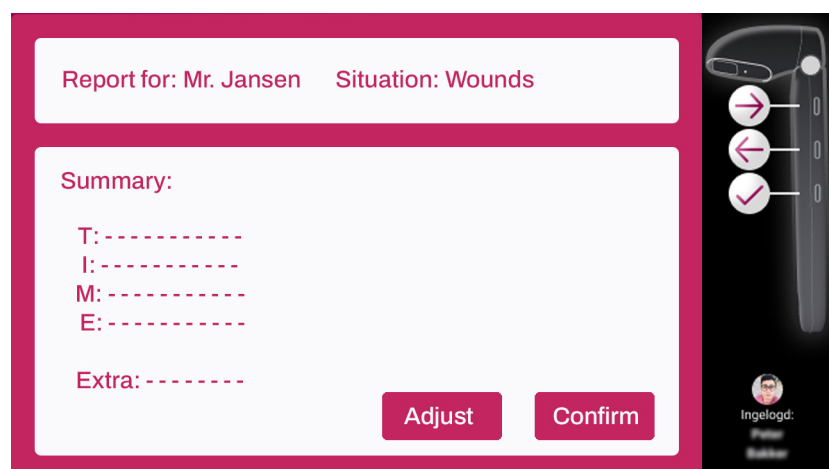 Report for: Mr. Jansen Situation: Wounds
Summary:
T: - - - - - - - - - - -
I: - - - - - - - - - - -
M: - - - - - - - - - - -
E: - - - - - - - - - - -
Extra: - - - - - - - -
Adjust Confirm
Ingelogd: